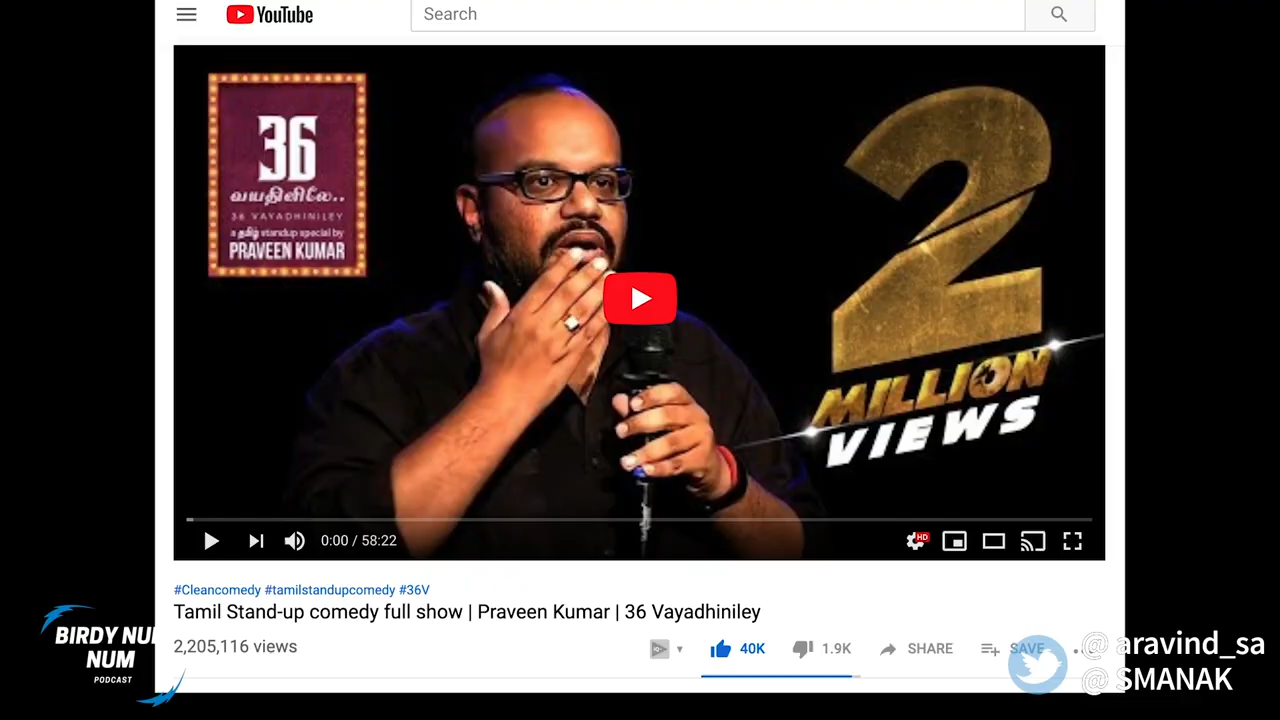 YouTube
Search
36
வயதினிலே..
36 VAYADHINILEY
a தமிழ் standup special by
PRAVEEN KUMAR
2
MILLION
VIEWS
0:00 / 58:22
HD
#Cleancomedy #tamilstandupcomedy #36V
Tamil Stand-up comedy full show | Praveen Kumar | 36 Vayadhiniley
2,205,116 views
40K
1.9K
SHARE
SAVE
BIRDY NUM
NUM
PODCAST
@ aravind_sa
@ SMANAK